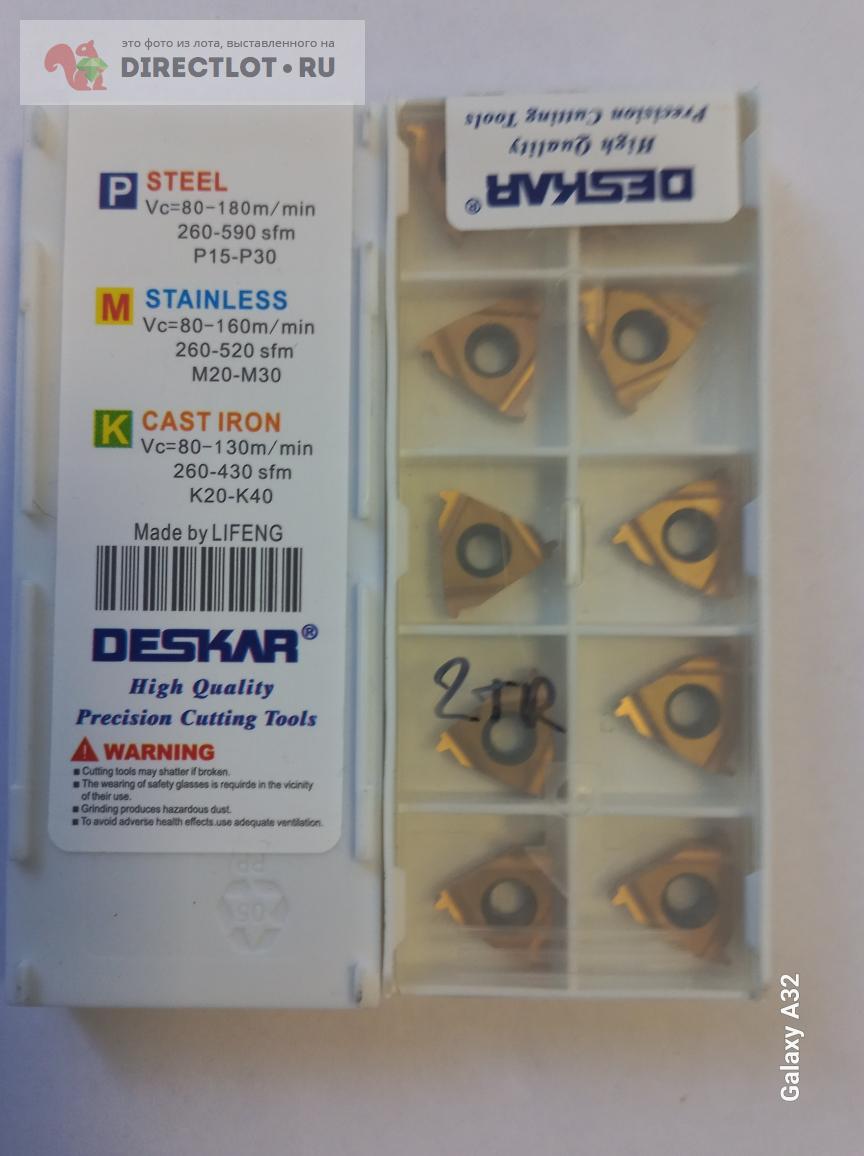 это фото из лота, выставленного на
DIRECTLOT•RU
P STEEL
Vc=80-180m/min
260-590 sfm
P15-P30
M STAINLESS
Vc=80-160m/min
260-520 sfm
M20-M30
K CAST IRON
Vc=80-130m/min
260-430 sfm
K20-K40
Made by LIFENG
DESKAR®
High Quality
Precision Cutting Tools
WARNING
■ Cutting tools may shatter if broken.
■ The wearing of safety glasses is requirde in the vicinity
of their use.
■ Grinding produces hazardous dust.
■ To avoid adverse health effects.use adequate ventilation.
PP
05
DESKAR®
High Quality
Precision Cutting Tools
2TR
Galaxy A32